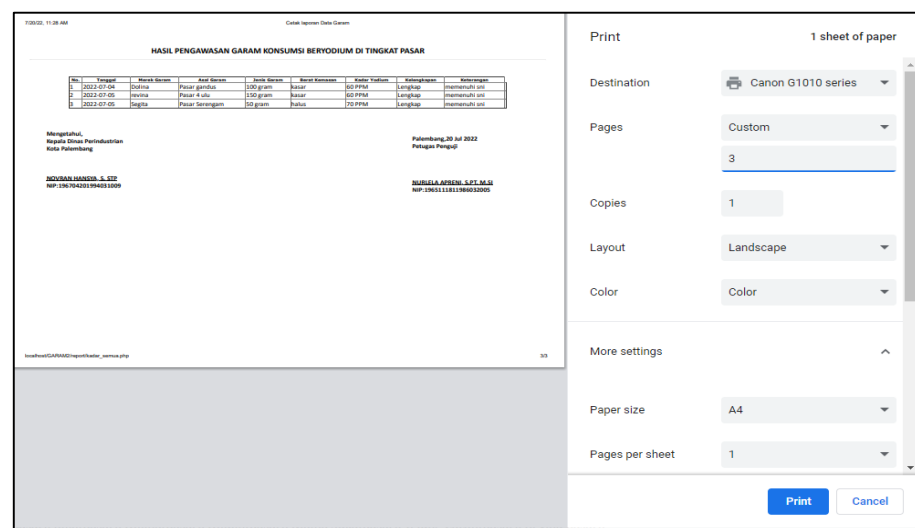 7/20/22, 11:28 AM Cetak laporan Data Garam
HASIL PENGAWASAN GARAM KONSUMSI BERYODIUM DI TINGKAT PASAR
No. Tanggal Merek Garam Asal Garam Jenis Garam Berat Kemasan Kadar Yodium Kelengkapan Keterangan
1 2022-07-04 Dolina Pasar gandus 100 gram kasar 60 PPM Lengkap memenuhi sni
2 2022-07-05 revina Pasar 4 ulu 150 gram kasar 60 PPM Lengkap memenuhi sni
3 2022-07-05 Segita Pasar Serengam 50 gram halus 70 PPM Lengkap memenuhi sni
Mengetahui,
Kepala Dinas Perindustrian
Kota Palembang
Palembang,20 Jul 2022
Petugas Penguji
NOVRAN HANSYA, S. STP
NIP:196704201994031009
NURLELA APRENI, S.PT, M.SI
NIP:196511181986032005
localhost/GARAM2/report/kadar_semua.php 3/3
Print 1 sheet of paper
Destination Canon G1010 series
Pages Custom
3
Copies 1
Layout Landscape
Color Color
More settings
Paper size A4
Pages per sheet 1
Print Cancel